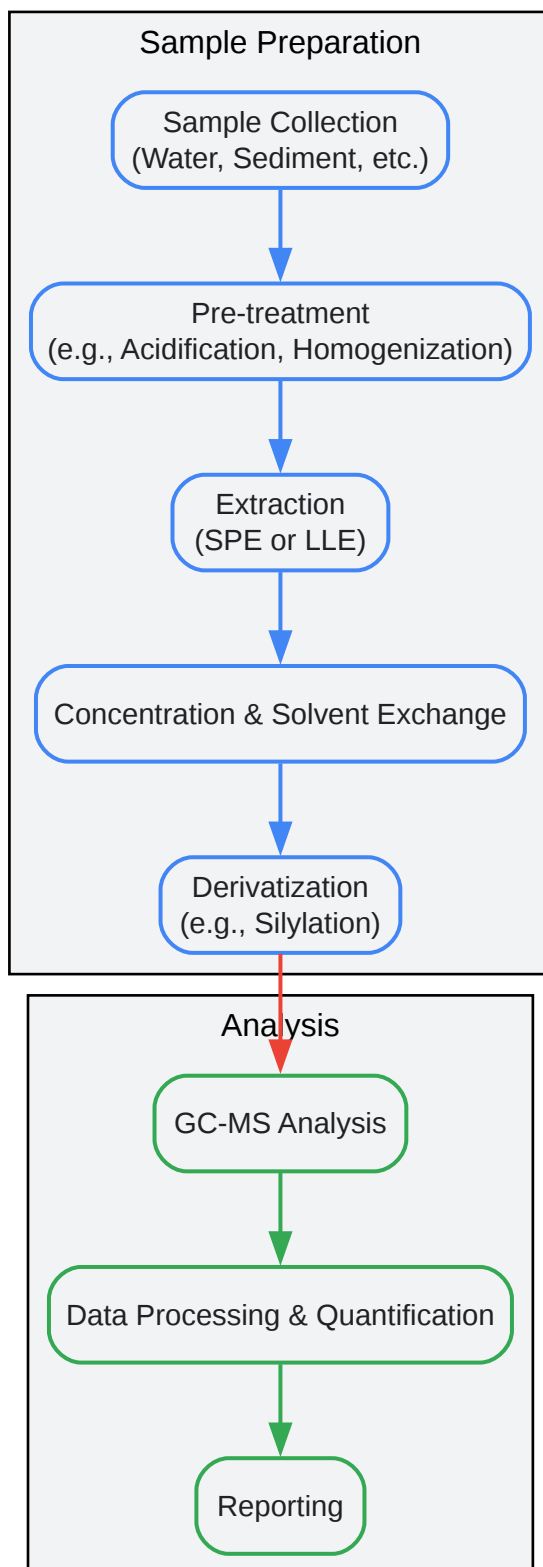 Sample Preparation
Sample Collection
(Water, Sediment, etc.)
Pre-treatment
(e.g., Acidification, Homogenization)
Extraction
(SPE or LLE)
Concentration & Solvent Exchange
Derivatization
(e.g., Silylation)
Analysis
GC-MS Analysis
Data Processing & Quantification
Reporting